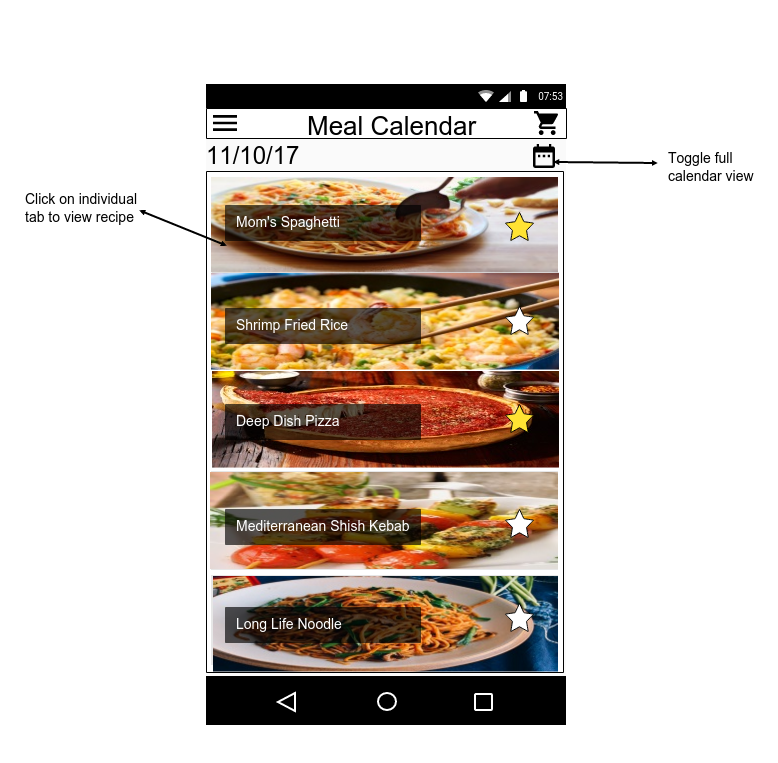 07:53
Meal Calendar
11/10/17
Toggle full
calendar view
Click on individual
tab to view recipe
Mom's Spaghetti
Shrimp Fried Rice
Deep Dish Pizza
Mediterranean Shish Kebab
Long Life Noodle